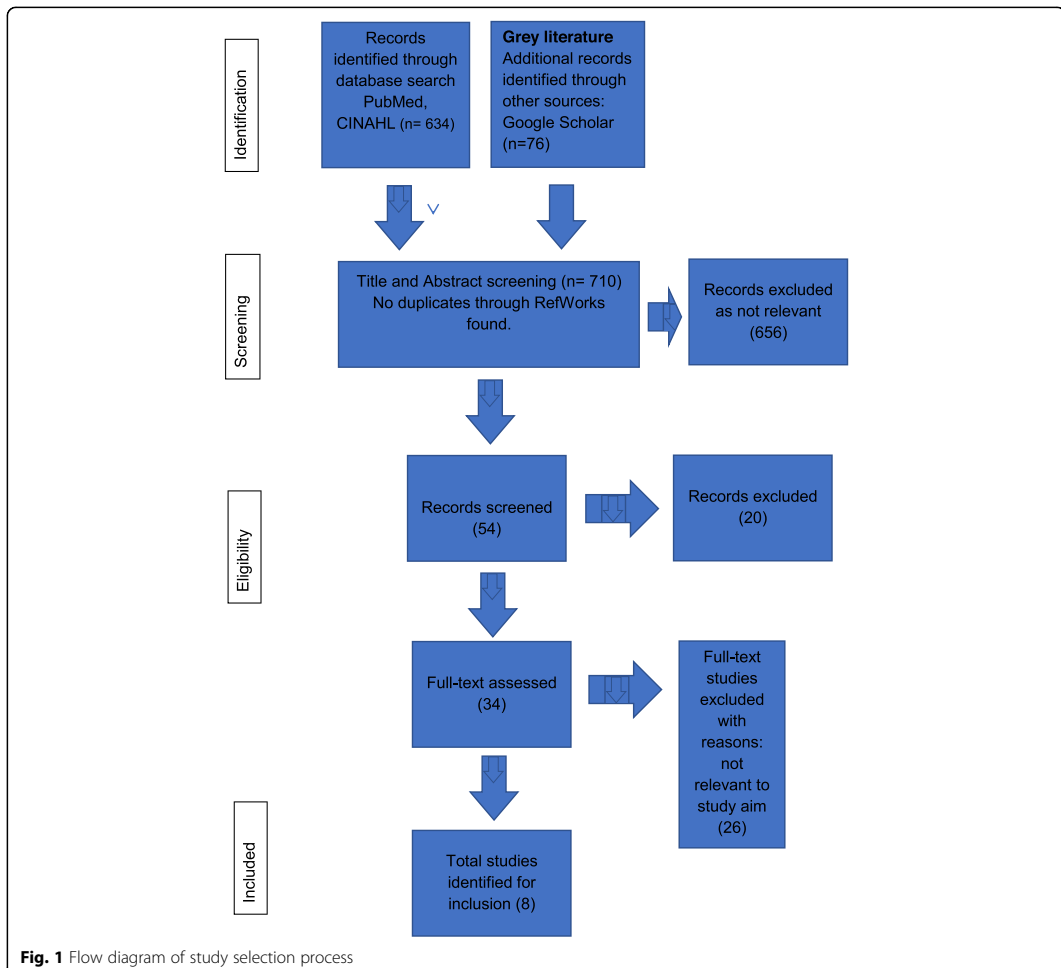 Identification
Records
identified through
database search
PubMed,
CINAHL (n= 634)
Grey literature
Additional records
identified through
other sources:
Google Scholar
(n=76)
Screening
Title and Abstract screening (n= 710)
No duplicates through RefWorks
found.
Records excluded
as not relevant
(656)
Eligibility
Records screened
(54)
Records excluded
(20)
Full-text assessed
(34)
Full-text
studies
excluded
with
reasons:
not
relevant to
study aim
(26)
Included
Total studies
identified for
inclusion (8)
Fig. 1 Flow diagram of study selection process